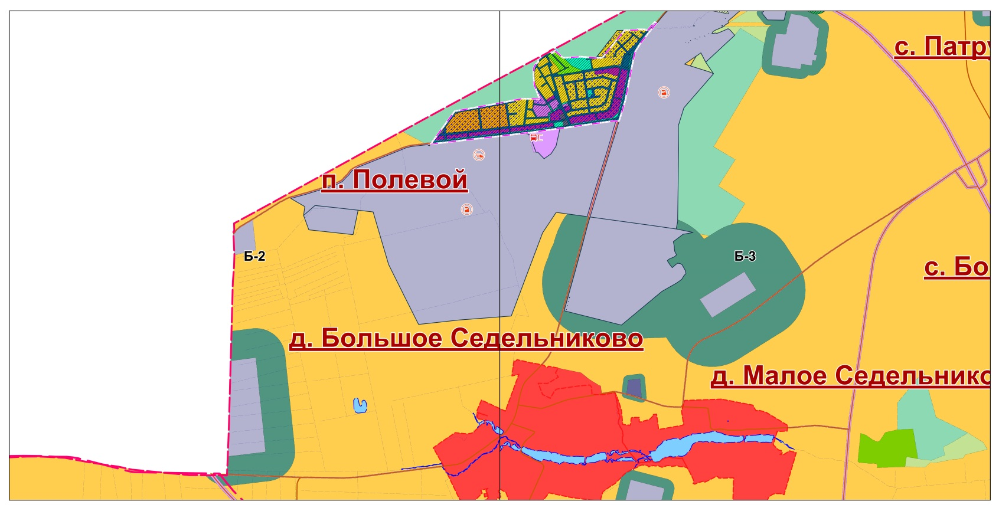 с. Патру
п. Полевой
Б-2
Б-3
с. Бо
д. Большое Седельниково
д. Малое Седельнико